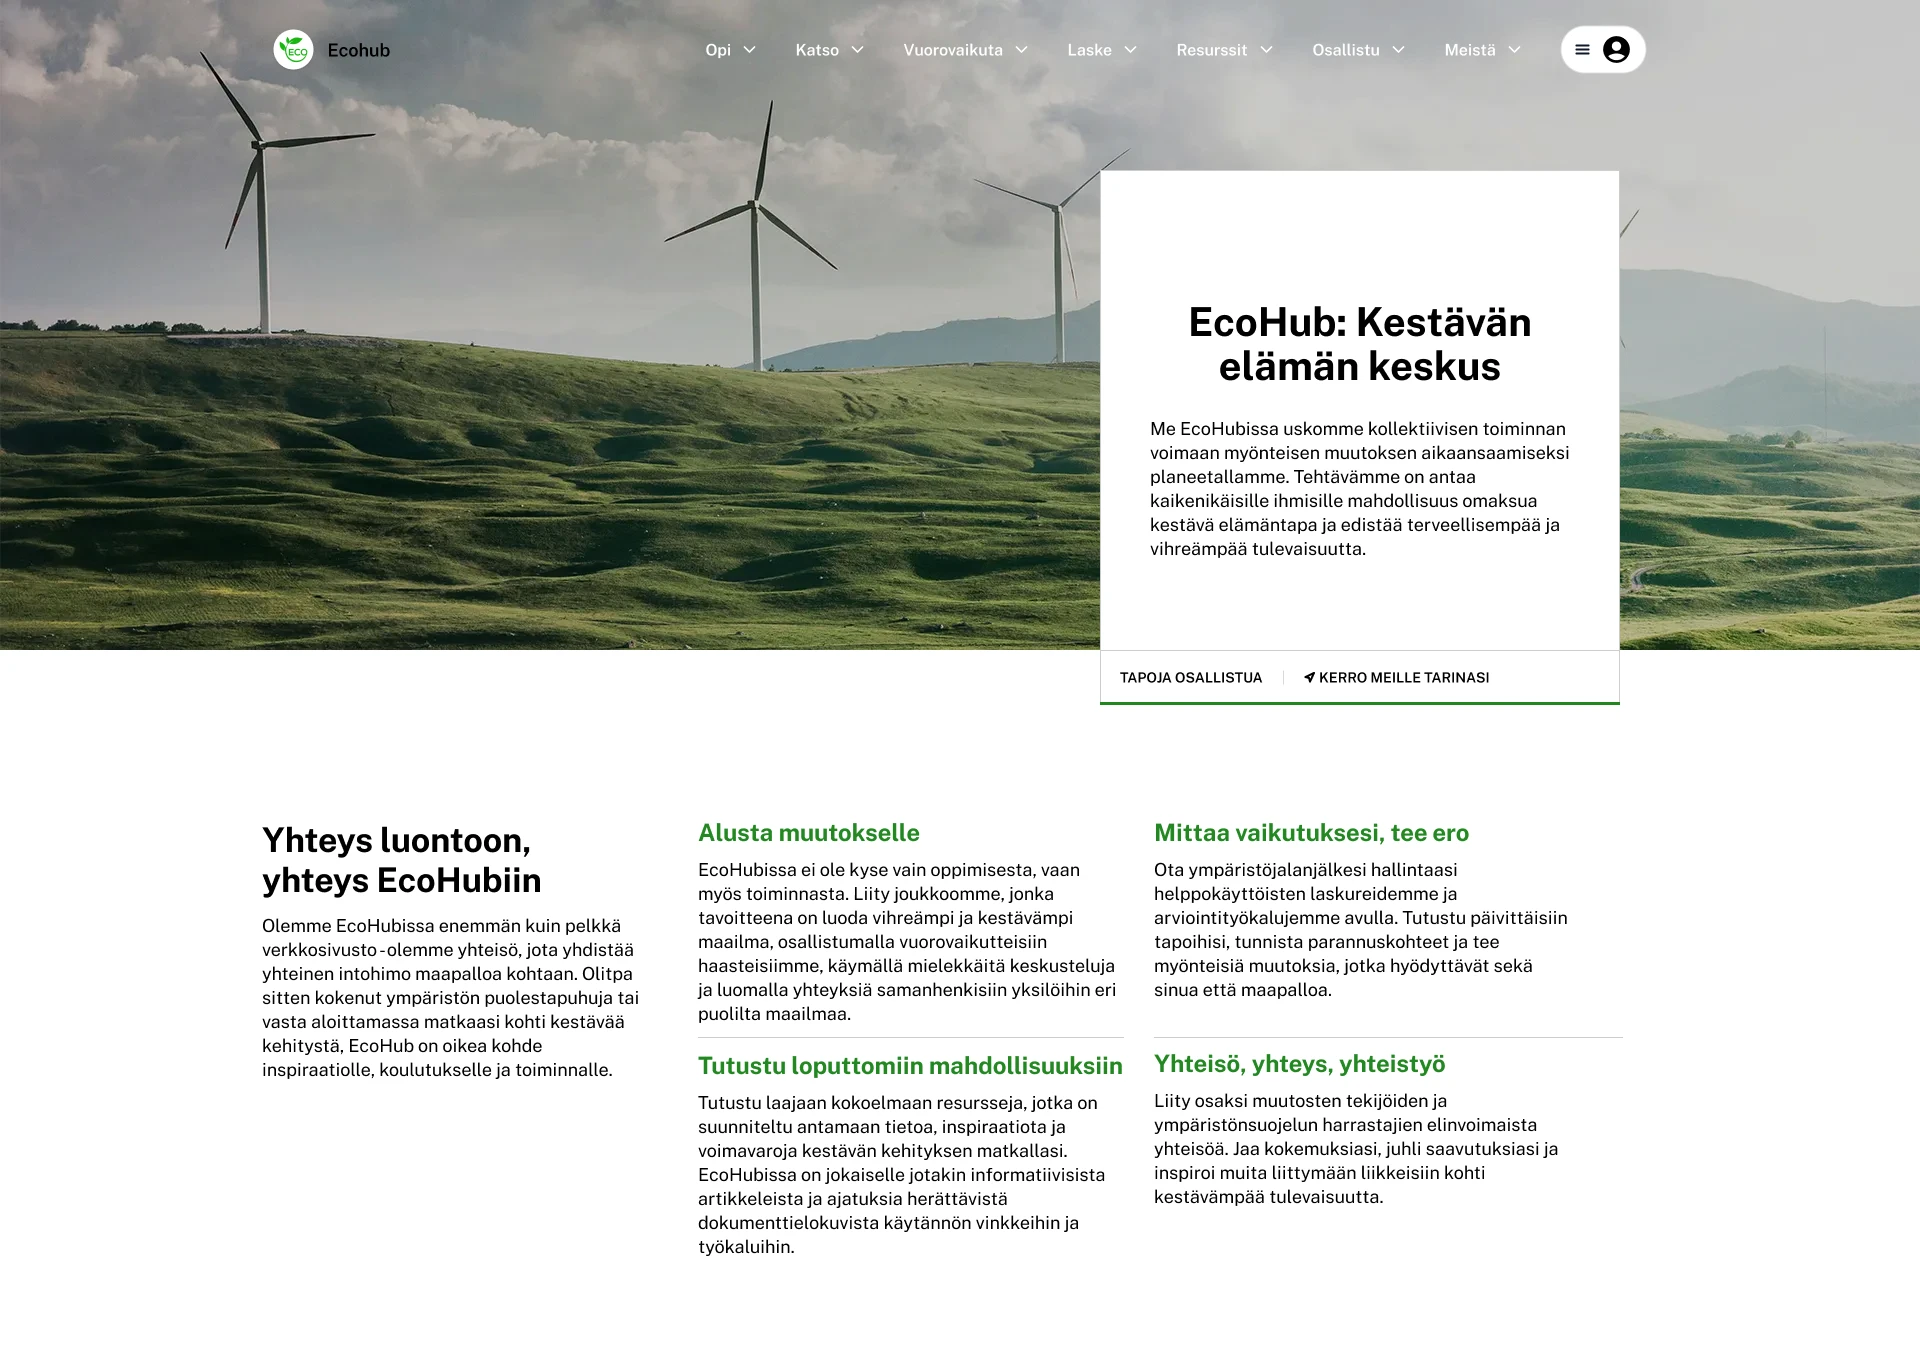 ECO
Ecohub
Opi
Katso
Vuorovaikuta
Laske
Resurssit
Osallistu
Meistä
EcoHub: Kestävän
elämän keskus
Me EcoHubissa uskomme kollektiivisen toiminnan
voimaan myönteisen muutoksen aikaansaamiseksi
planeetallamme. Tehtävämme on antaa
kaikenikäisille ihmisille mahdollisuus omaksua
kestävä elämäntapa ja edistää terveellisempää ja
vihreämpää tulevaisuutta.
TAPOJA OSALLISTUA
KERRO MEILLE TARINASI
Yhteys luontoon,
yhteys EcoHubiin
Olemme EcoHubissa enemmän kuin pelkkä
verkkosivusto - olemme yhteisö, jota yhdistää
yhteinen intohimo maapalloa kohtaan. Olitpa
sitten kokenut ympäristön puolestapuhuja tai
vasta aloittamassa matkaasi kohti kestävää
kehitystä, EcoHub on oikea kohde
inspiraatiolle, koulutukselle ja toiminnalle.
Alusta muutokselle
EcoHubissa ei ole kyse vain oppimisesta, vaan
myös toiminnasta. Liity joukkoomme, jonka
tavoitteena on luoda vihreämpi ja kestävämpi
maailma, osallistumalla vuorovaikutteisiin
haasteisiimme, käymällä mielekkäitä keskusteluja
ja luomalla yhteyksiä samanhenkisiin yksilöihin eri
puolilta maailmaa.
Tutustu loputtomiin mahdollisuuksiin
Tutustu laajaan kokoelmaan resursseja, jotka on
suunniteltu antamaan tietoa, inspiraatiota ja
voimavaroja kestävän kehityksen matkallasi.
EcoHubissa on jokaiselle jotakin informatiivisista
artikkeleista ja ajatuksia herättävistä
dokumenttielokuvista käytännön vinkkeihin ja
työkaluihin.
Mittaa vaikutuksesi, tee ero
Ota ympäristöjalanjälkesi hallintaasi
helppokäyttöisten laskureidemme ja
arviointityökalujemme avulla. Tutustu päivittäisiin
tapoihisi, tunnista parannuskohteet ja tee
myönteisiä muutoksia, jotka hyödyttävät sekä
sinua että maapalloa.
Yhteisö, yhteys, yhteistyö
Liity osaksi muutosten tekijöiden ja
ympäristönsuojelun harrastajien elinvoimaista
yhteisöä. Jaa kokemuksiasi, juhli saavutuksiasi ja
inspiroi muita liittymään liikkeisiin kohti
kestävämpää tulevaisuutta.